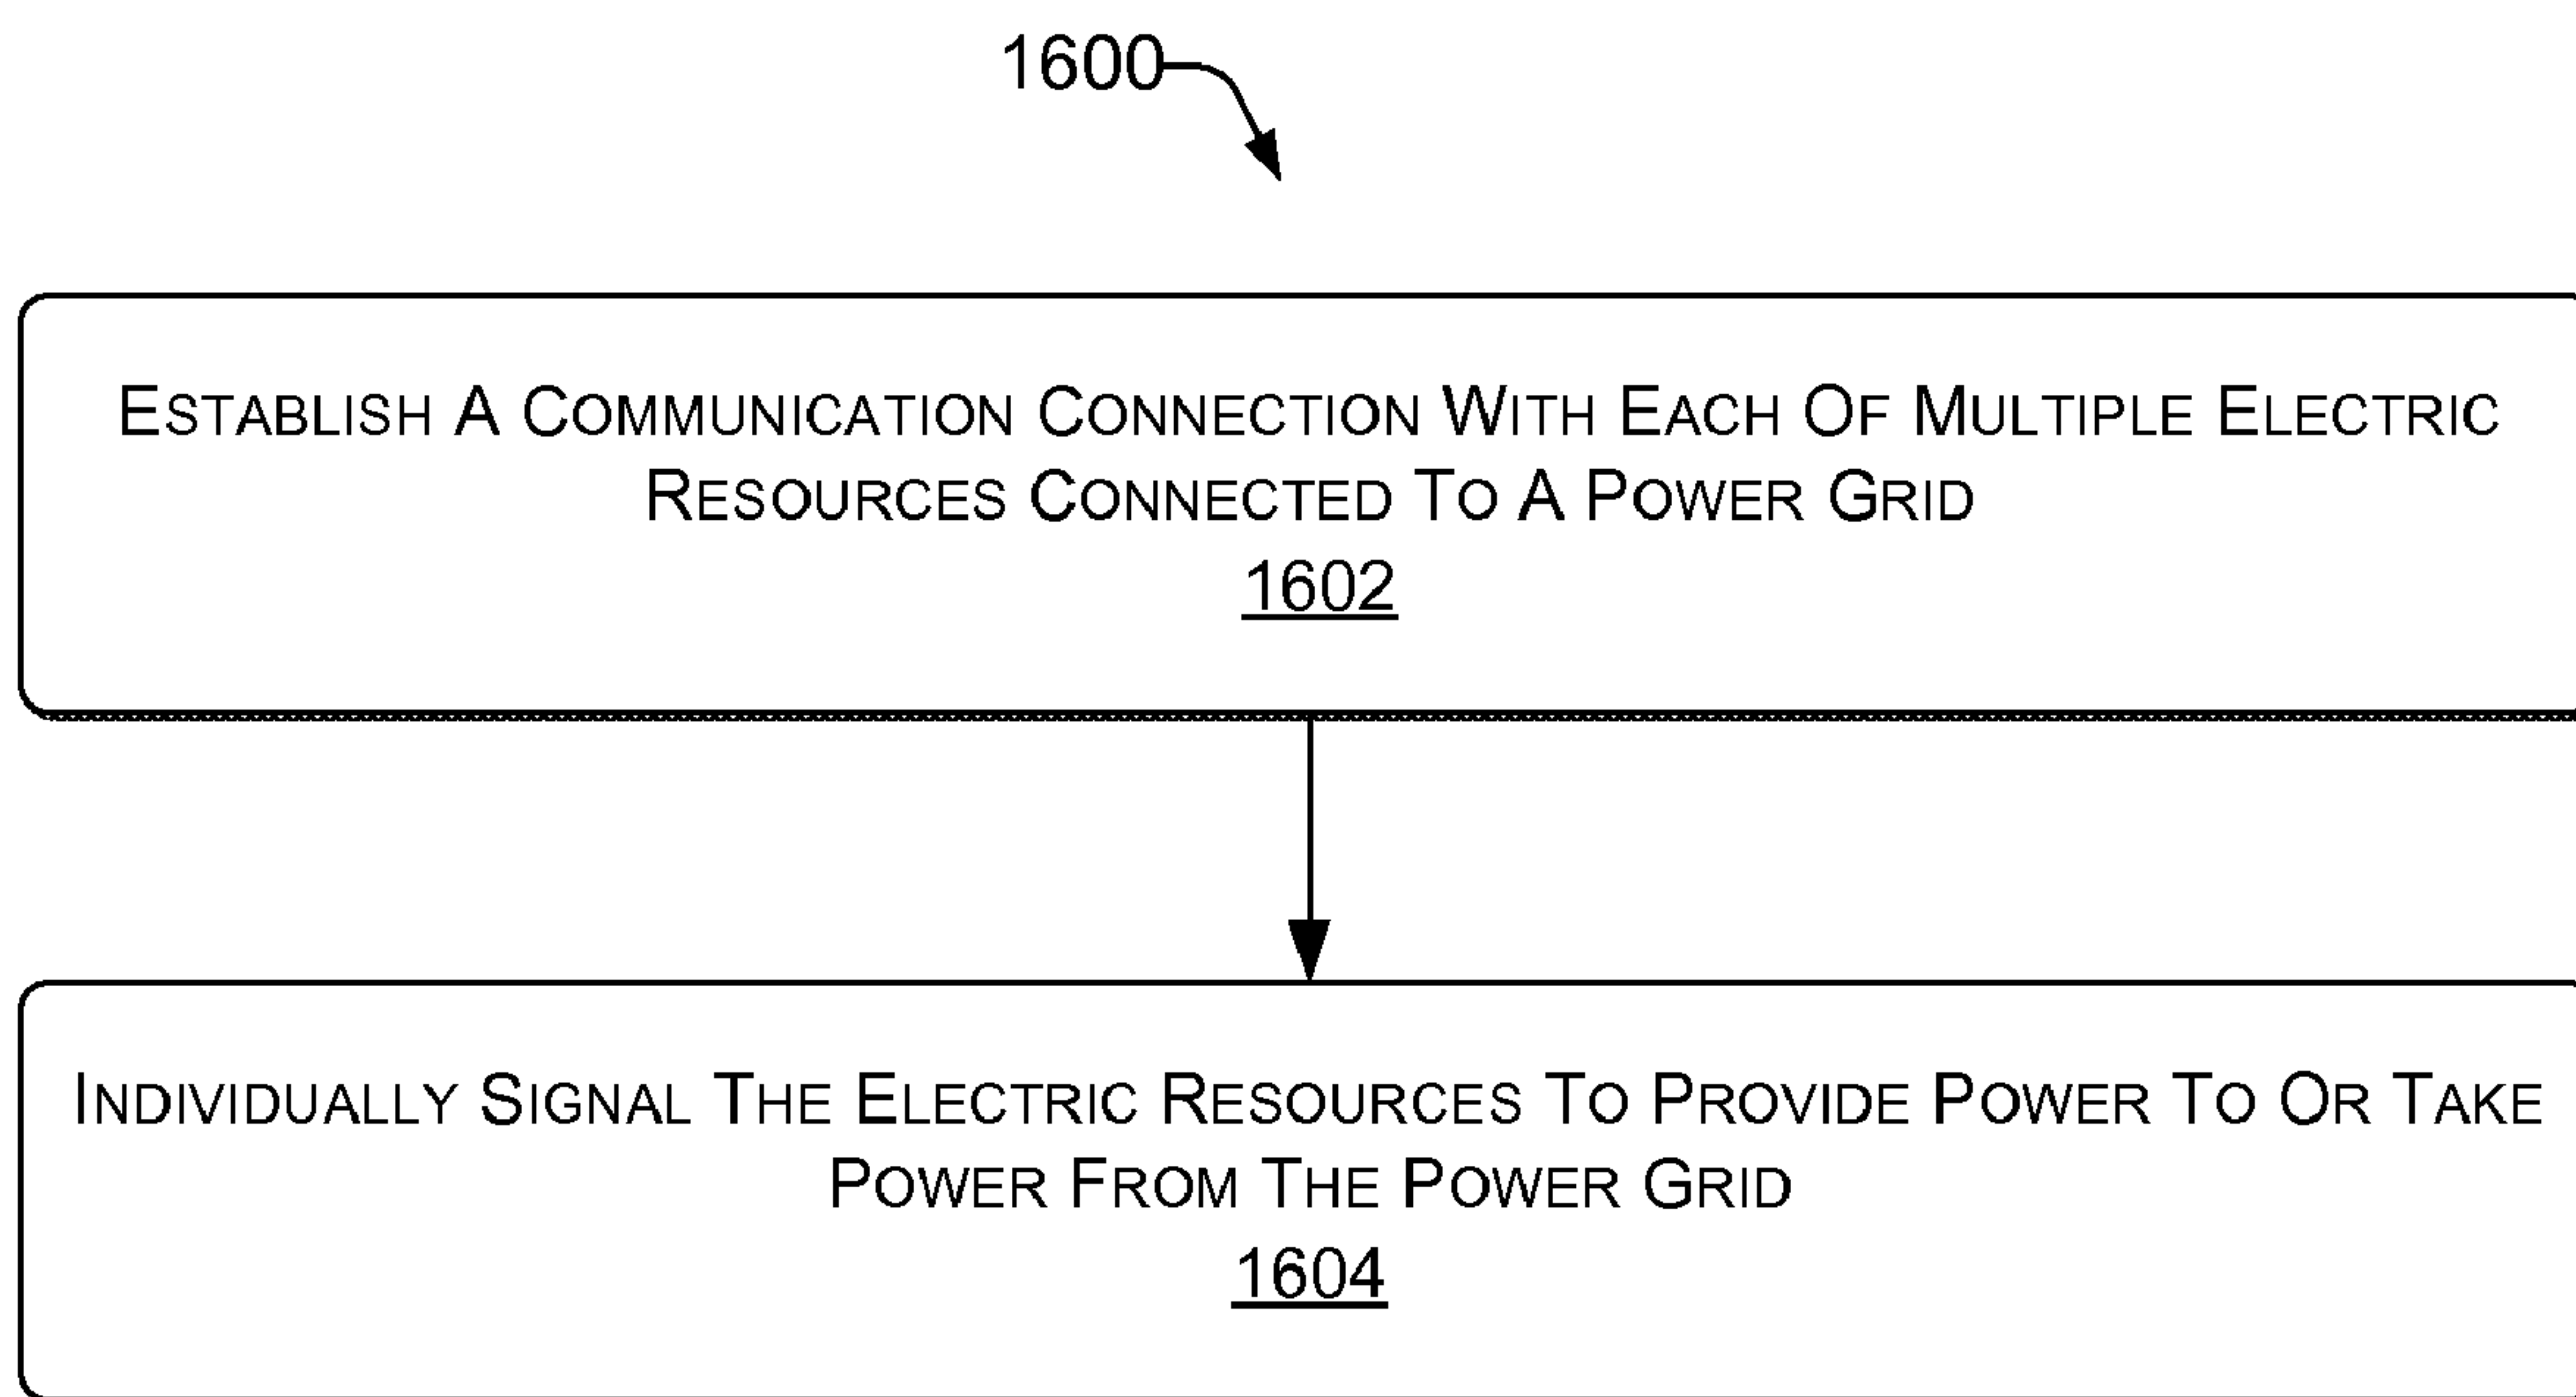 1600
ESTABLISH A COMMUNICATION CONNECTION WITH EACH OF MULTIPLE ELECTRIC
RESOURCES CONNECTED TO A POWER GRID
1602
INDIVIDUALLY SIGNAL THE ELECTRIC RESOURCES TO PROVIDE POWER TO OR TAKE
POWER FROM THE POWER GRID
1604